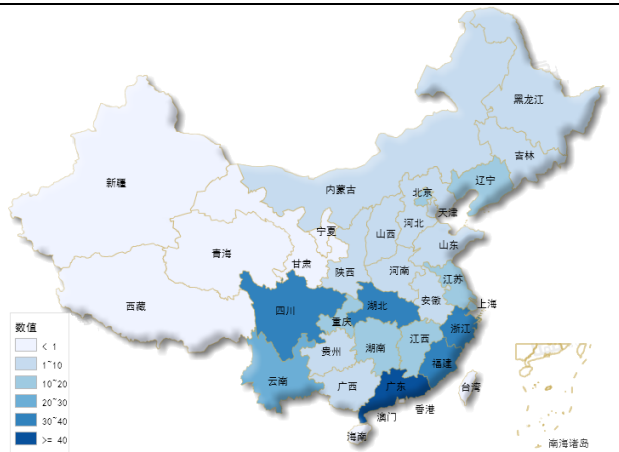 黑龙江
吉林
辽宁
内蒙古
新疆
北京
天津
河北
宁夏
山西
山东
青海
甘肃
陕西
河南
江苏
西藏
四川
湖北
安徽
上海
重庆
浙江
贵州
湖南
江西
福建
云南
广西
广东
台湾
香港
澳门
海南
南海诸岛
数值
< 1
1~10
10~20
20~30
30~40
>= 40